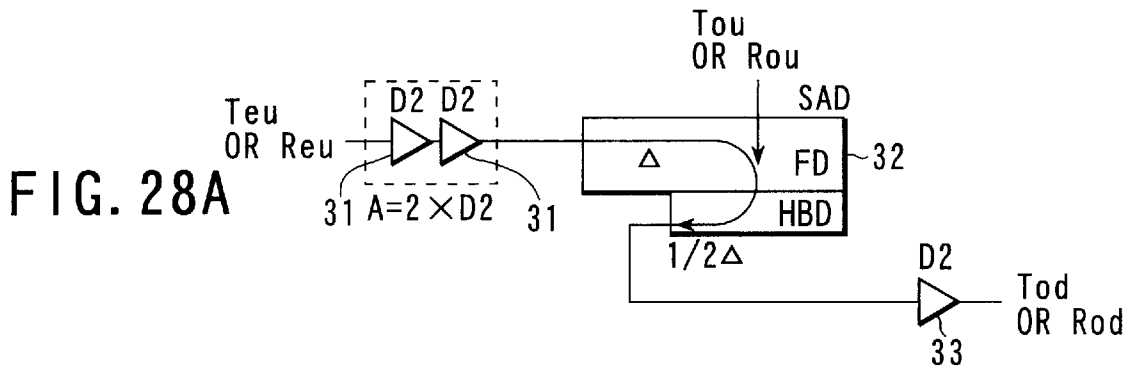 Tou
OR Rou
SAD
D2 D2
Teu
OR Reu
△
FD
32
FIG. 28A
31
A=2×D2
31
HBD
1/2△
D2
Tod
OR Rod
33